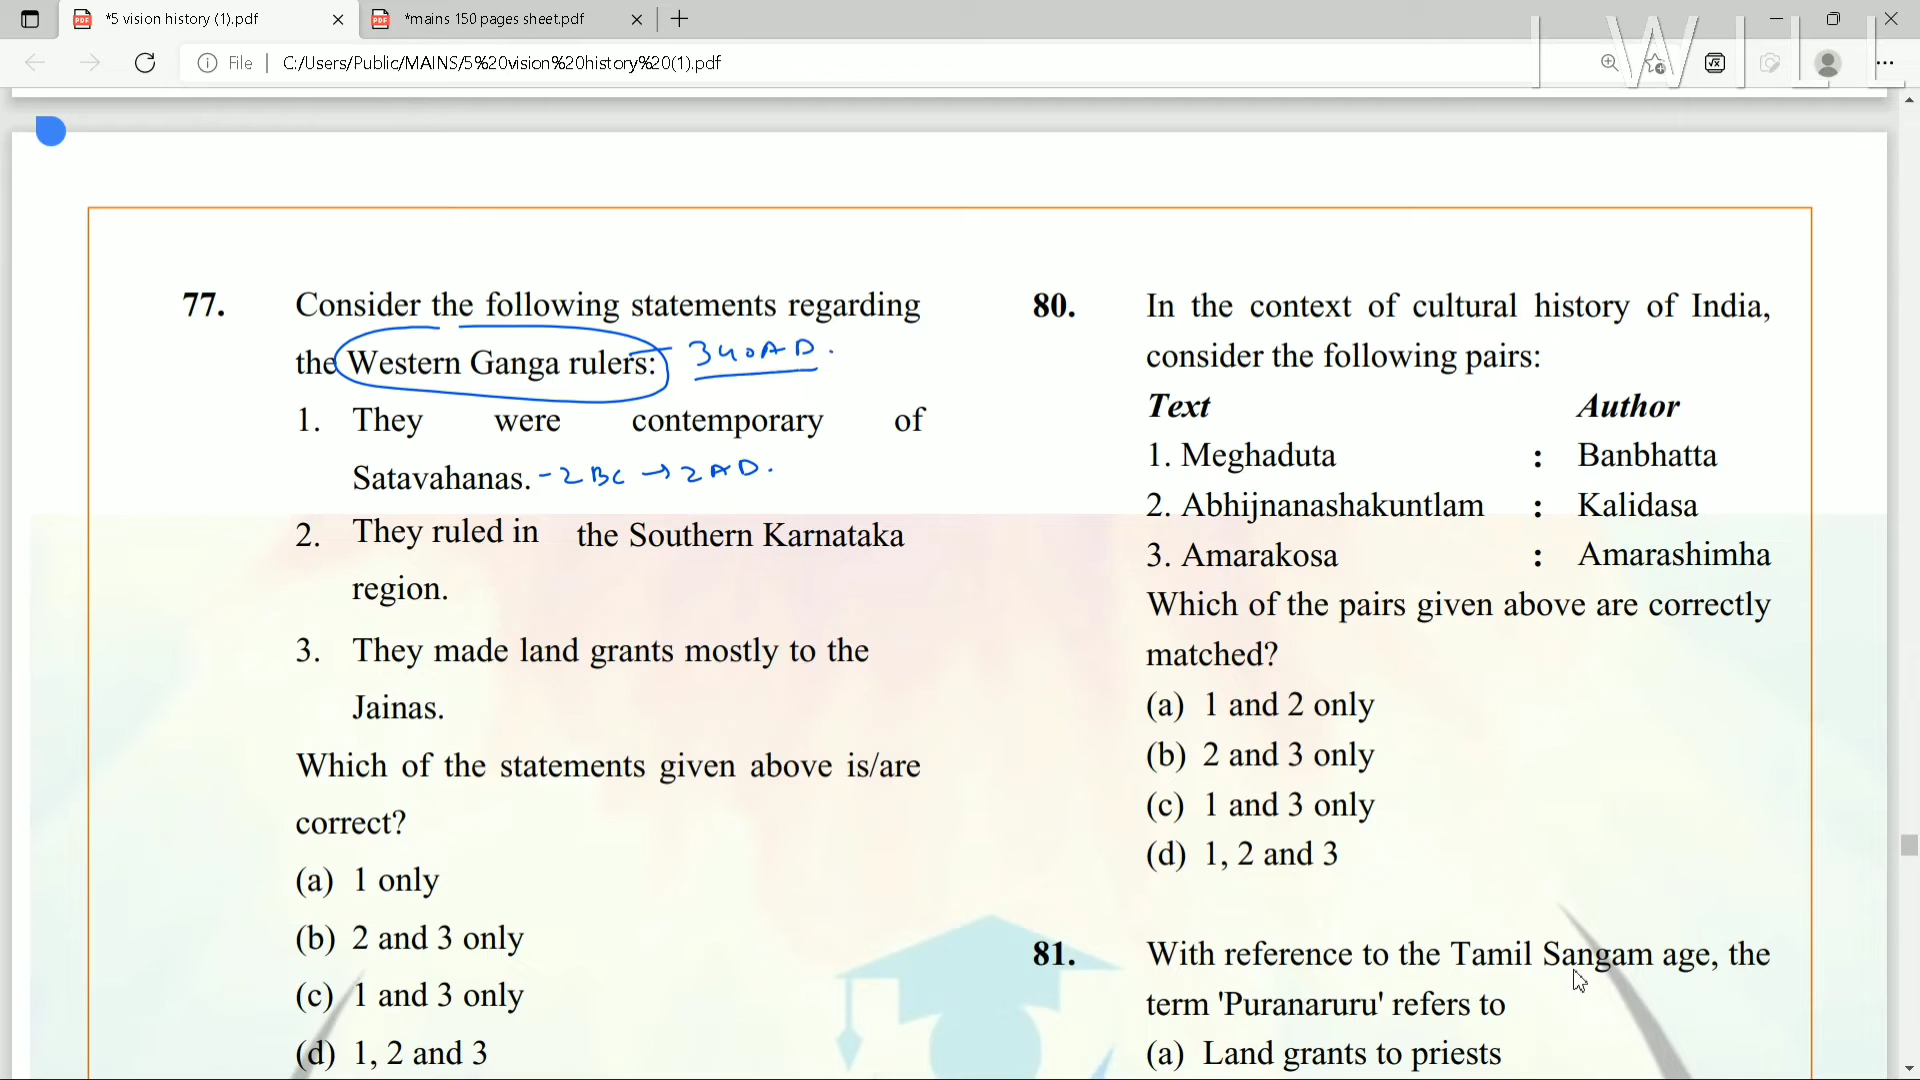 *5 vision history (1).pdf
*mains 150 pages sheet.pdf
File
C:/Users/Public/MAINS/5%20vision%20history%20(1).pdf
I WILL
77. Consider the following statements regarding
the Western Ganga rulers: 340AD.
1. They were contemporary of
Satavahanas. - 2BC → 2AD.
2. They ruled in the Southern Karnataka
region.
3. They made land grants mostly to the
Jainas.
Which of the statements given above is/are
correct?
(a) 1 only
(b) 2 and 3 only
(c) 1 and 3 only
(d) 1, 2 and 3
80. In the context of cultural history of India,
consider the following pairs:
Text Author
1. Meghaduta : Banbhatta
2. Abhijnanashakuntlam : Kalidasa
3. Amarakosa : Amarashimha
Which of the pairs given above are correctly
matched?
(a) 1 and 2 only
(b) 2 and 3 only
(c) 1 and 3 only
(d) 1, 2 and 3
81. With reference to the Tamil Sangam age, the
term 'Puranaruru' refers to
(a) Land grants to priests